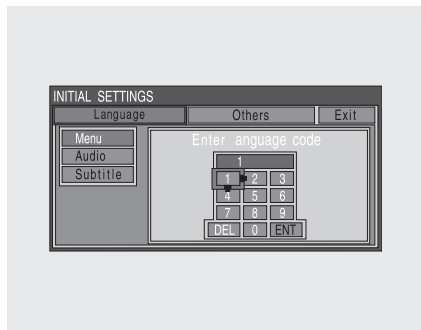 INITIAL SETTINGS
Language Others Exit
Menu
Audio
Subtitle
Enter anguage code
1
1 2 3
4 5 6
7 8 9
DEL 0 ENT